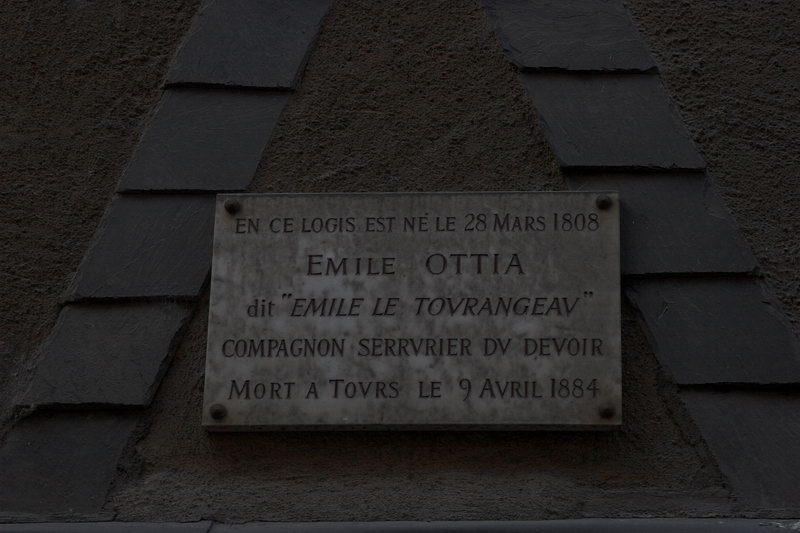 EN CE LOGIS EST NÉ LE 28 MARS 1808
EMILE OTTIA
dit "EMILE LE TOVRANGEAV"
COMPAGNON SERRVRIER DV DEVOIR
MORT A TOVRS LE 9 AVRIL 1884